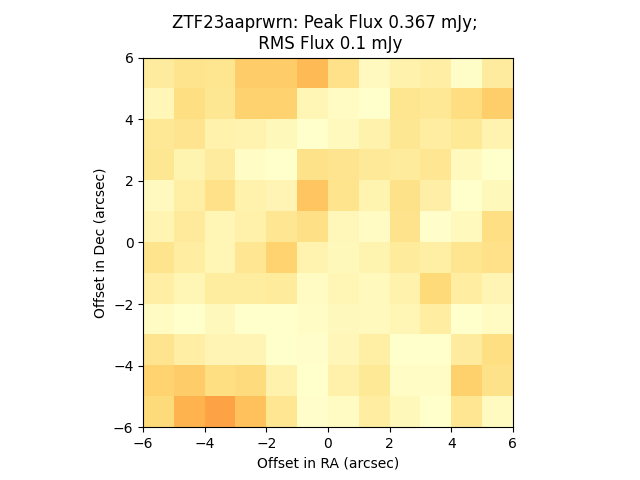 ZTF23aaprwrn: Peak Flux 0.367 mJy;
RMS Flux 0.1 mJy
6
4
2
0
−2
−4
−6
Offset in Dec (arcsec)
−6 −4 −2 0 2 4 6
Offset in RA (arcsec)